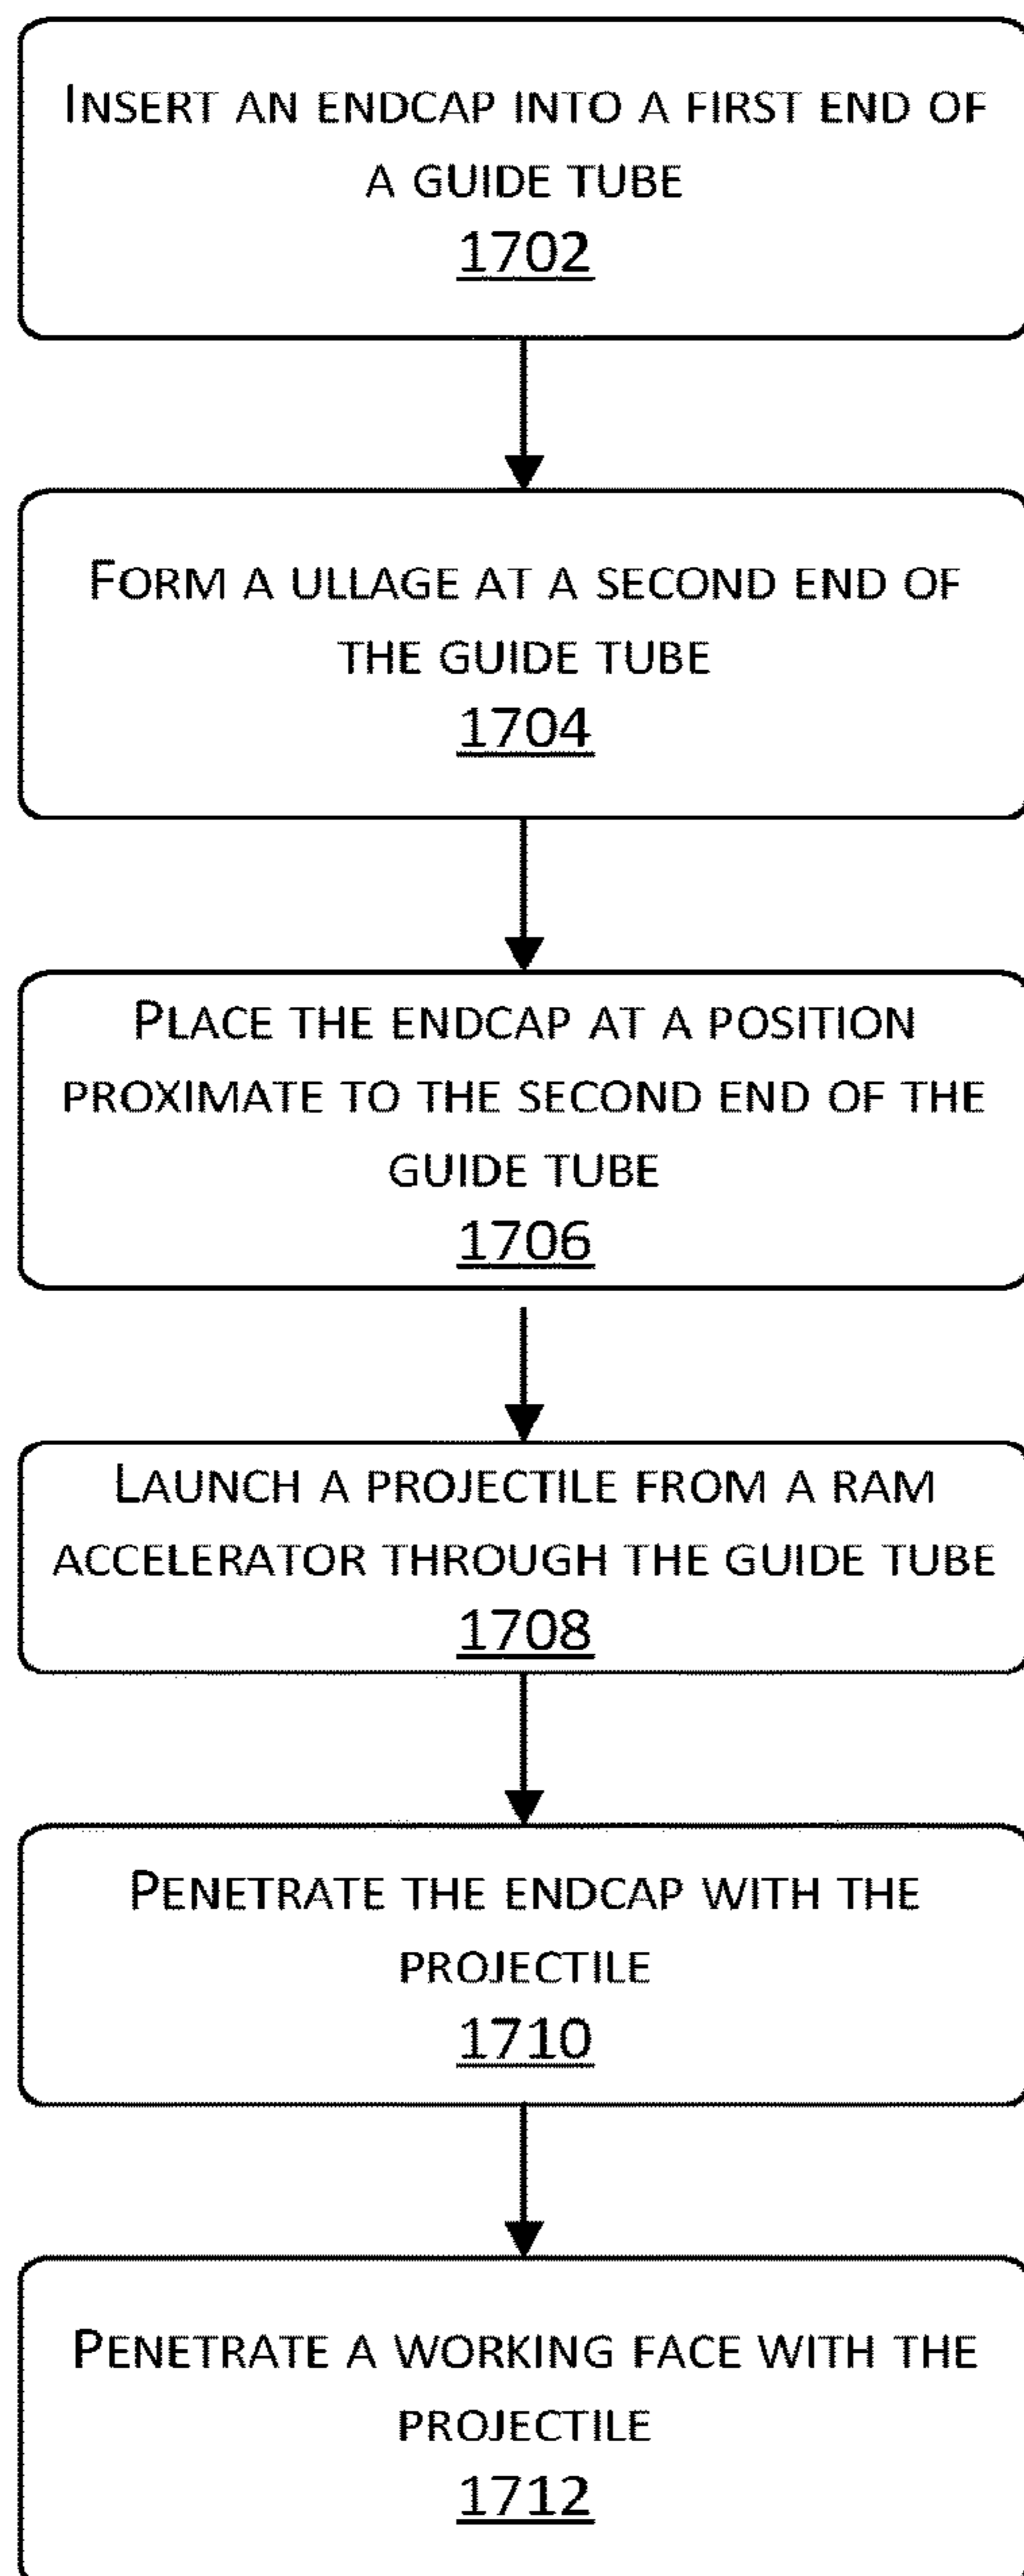 INSERT AN ENDCAP INTO A FIRST END OF
A GUIDE TUBE
1702
FORM A ULLAGE AT A SECOND END OF
THE GUIDE TUBE
1704
PLACE THE ENDCAP AT A POSITION
PROXIMATE TO THE SECOND END OF THE
GUIDE TUBE
1706
LAUNCH A PROJECTILE FROM A RAM
ACCELERATOR THROUGH THE GUIDE TUBE
1708
PENETRATE THE ENDCAP WITH THE
PROJECTILE
1710
PENETRATE A WORKING FACE WITH THE
PROJECTILE
1712